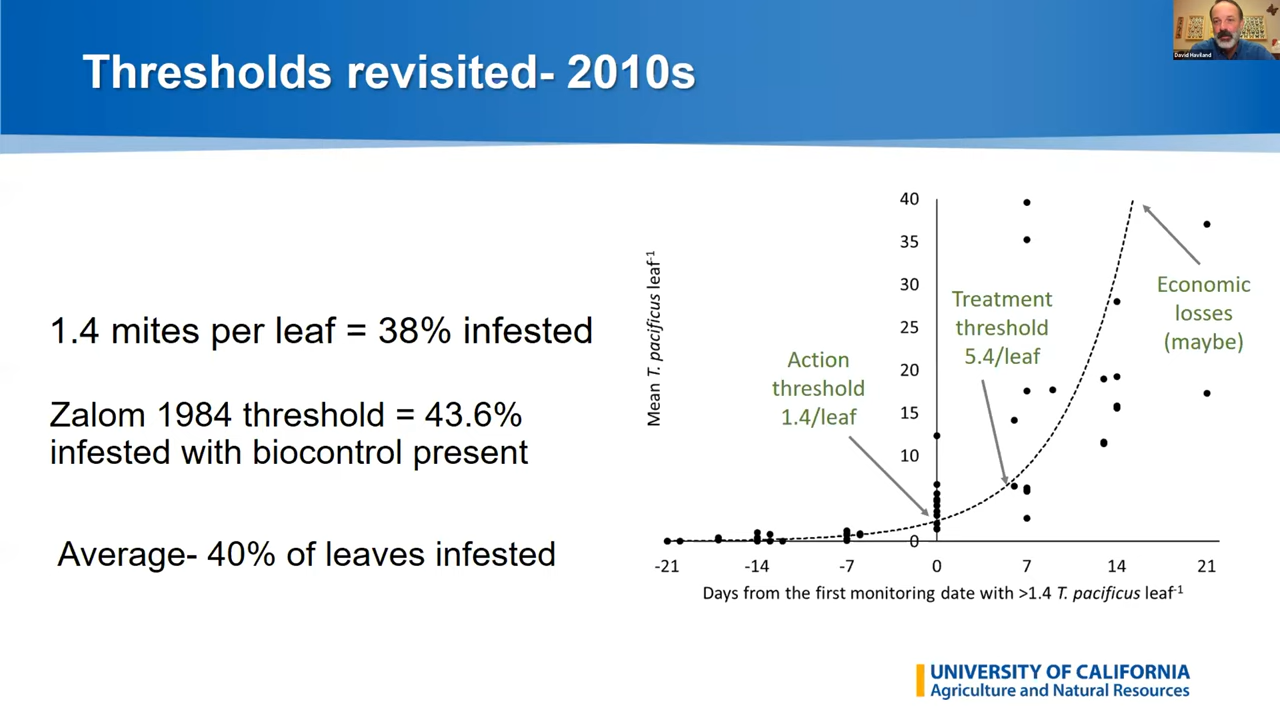 Thresholds revisited- 2010s
David Haviland
1.4 mites per leaf = 38% infested
Zalom 1984 threshold = 43.6%
infested with biocontrol present
Average- 40% of leaves infested
Mean T. pacificus leaf-1
40
35
30
25
20
15
10
0
Action
threshold
1.4/leaf
Treatment
threshold
5.4/leaf
Economic
losses
(maybe)
-21 -14 -7 0 7 14 21
Days from the first monitoring date with >1.4 T. pacificus leaf-1
UNIVERSITY OF CALIFORNIA
Agriculture and Natural Resources